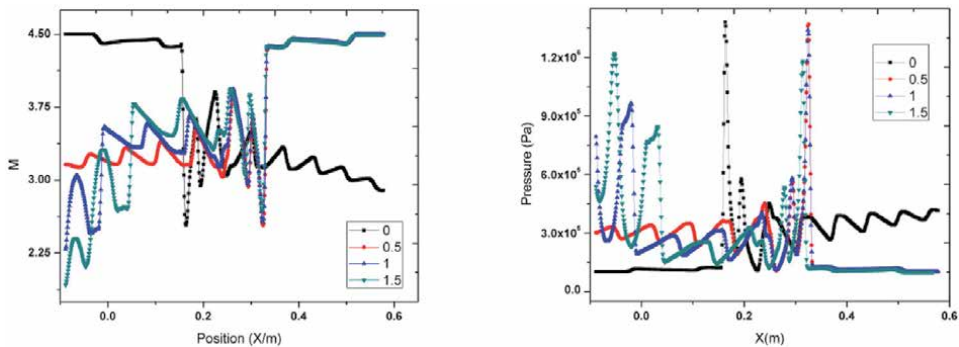 4.50
3.75
3.00
2.25
M
0
0.5
1
1.5
0.0 0.2 0.4 0.6
Position (X/m)
1.2x10⁶
9.0x10⁵
6.0x10⁵
3.0x10⁵
0.0
Pressure (Pa)
0
0.5
1
1.5
0.0 0.2 0.4 0.6
X(m)